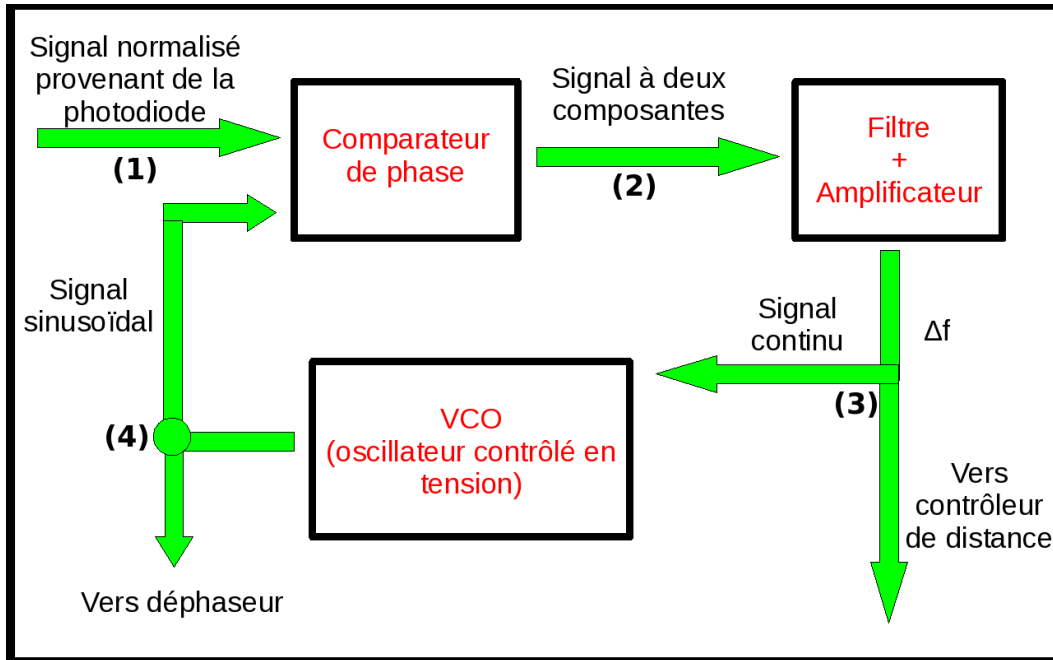 Signal normalisé
provenant de la
photodiode
(1)
Comparateur
de phase
Signal à deux
composantes
(2)
Filtre
+
Amplificateur
Signal
sinusoïdal
Signal
continu
Δf
(3)
VCO
(oscillateur contrôlé en
tension)
(4)
Vers
contrôleur
de distance
Vers déphaseur